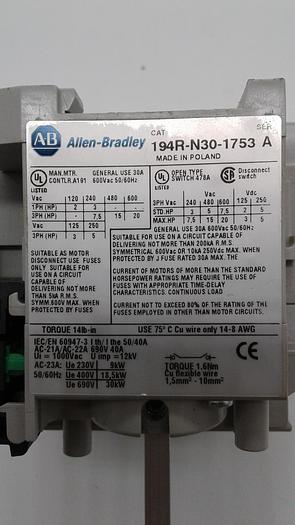 AB Allen-Bradley
CAT SER
194R-N30-1753 A
MADE IN POLAND
UL LISTED MAN.MTR. CONTLR.A191 GENERAL USE 30A 600Vac 50/60Hz
Vac 120 240 480 600
1PH (HP) 2 3 - -
3PH (HP) - 7,5 15 20
Vac 125 250
3PH (HP) 3 5
SUITABLE AS MOTOR
DISCONNECT USE FUSES
ONLY SUITABLE FOR
USE IN A CIRCUIT
CAPABLE OF
DELIVERING NOT MORE
THAN 5kA R.M.S.
SYMM.600V MAX. WHEN
PROTECTED BY FUSES
UL LISTED OPEN TYPE SWITCH 478A
Disconnect switch
Vac Vdc
3PH VAC 240 480 600 125 250
STD.HP 3 5 7,5 3 5
MAX.HP 7,5 15 20 3 5
GENERAL USE 30A 600VAC 50/60Hz
SUITABLE FOR USE ON A CIRCUIT CAPABLE OF
DELIVERING NOT MORE THAN 200kA R.M.S.
SYMMETRICAL 600V OR 10kA 250Vdc MAX. WHEN
PROTECTED BY J FUSE RATED 30A MAX. THE
CURRENT OF MOTORS OF MORE THAN THE STANDARD
HORSEPOWER RATINGS MAY REQUIRE THE USE OF
FUSES WITH APPROPRIATE TIME-DELAY
CHARACTERISTICS. CONTINUOUS LOAD
CURRENT NOT TO EXCEED 80% OF THE RATING OF THE
FUSES EMPLOYED IN OTHER THAN MOTOR CIRCUITS.
TORQUE 14lb-in USE 75° C Cu wire only 14-8 AWG
IEC/EN 60947-3 I th/I the 50/40A
AC-21A/AC-22A 690V 40A
Ui = 1000Vac U imp = 12kV
AC-23A: Ue 230V 9kW
50/60Hz Ue 400V 18,5kW
Ue 690V 30kW
CE
TORQUE 1.6Nm
Cu flexible wire
1,5mm² - 10mm²